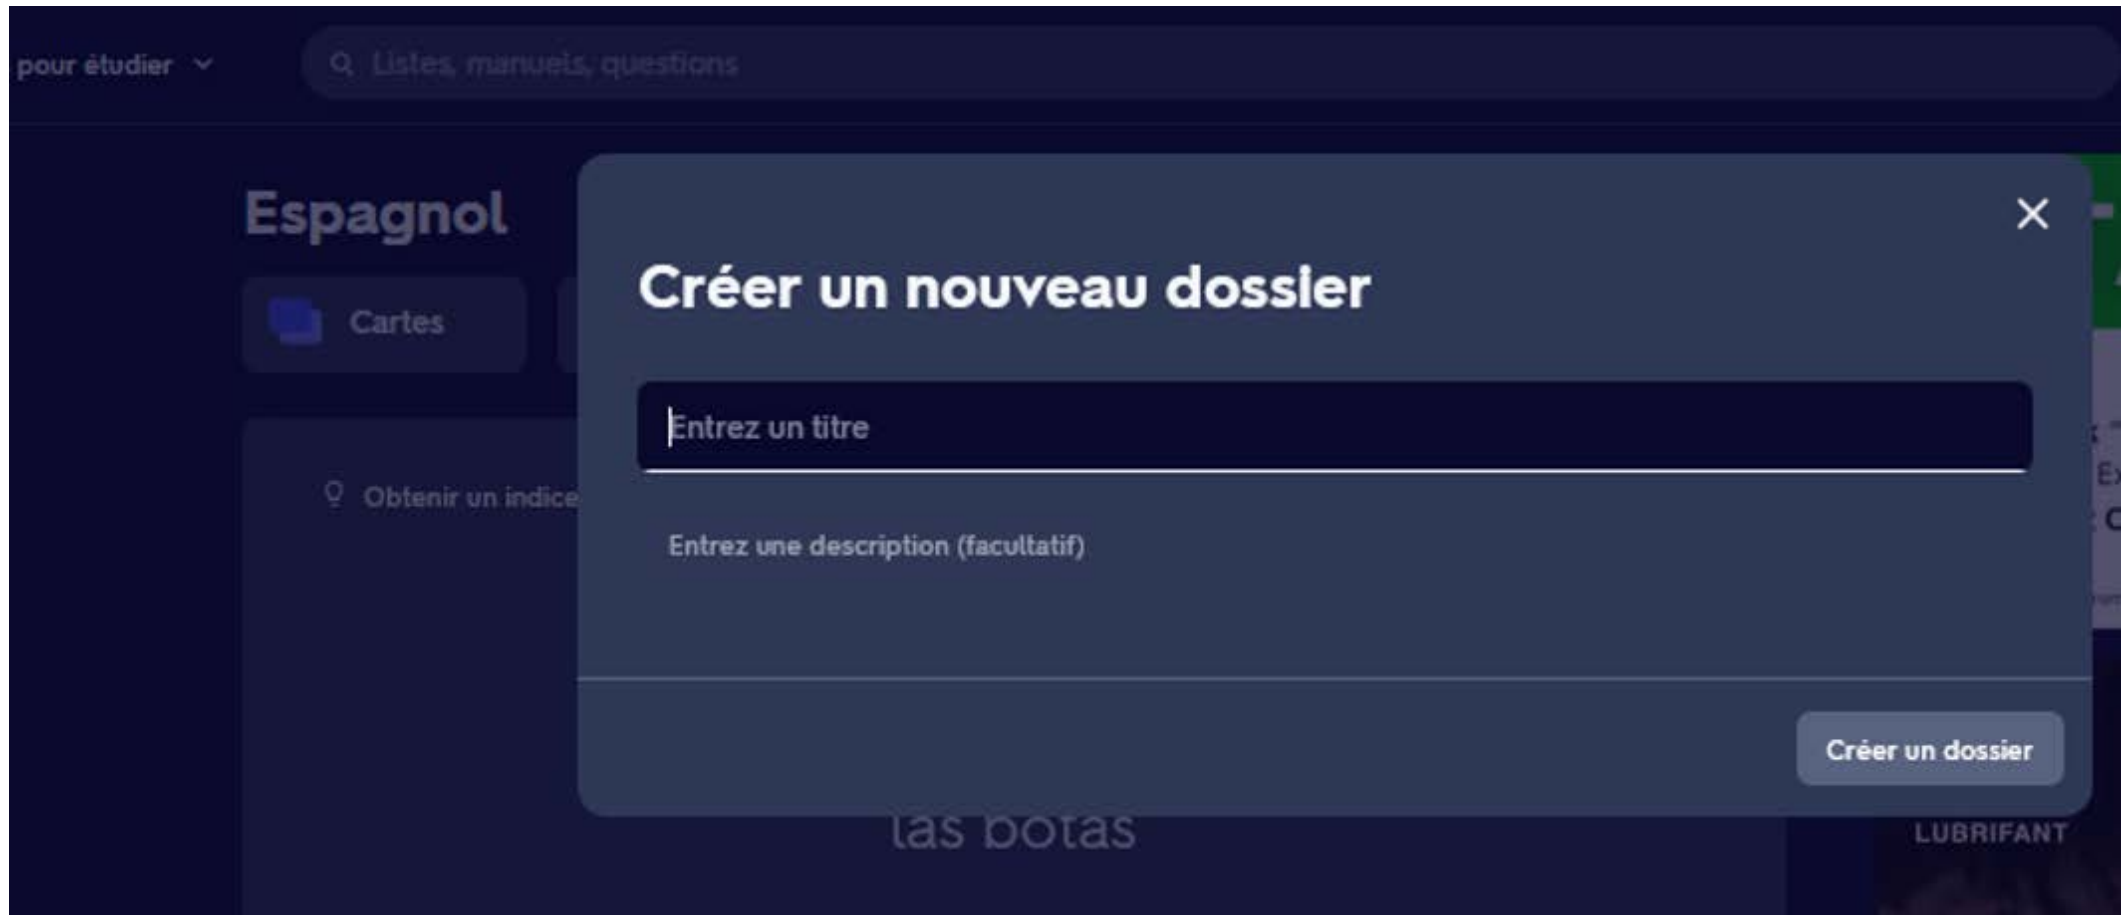 pour étudier
Listes, manuels, questions
Espagnol
Cartes
Obtenir un indice
Créer un nouveau dossier
Entrez un titre
Entrez une description (facultatif)
Créer un dossier
las botas
LUBRIFANT